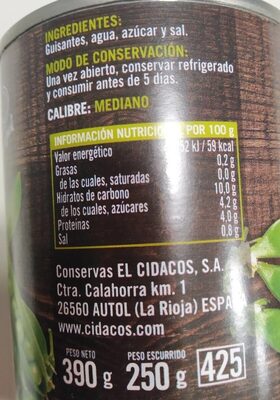 INGREDIENTES:
Guisantes, agua, azúcar y sal.
MODO DE CONSERVACIÓN:
Una vez abierto, conservar refrigerado
y consumir antes de 5 días.
CALIBRE: MEDIANO
INFORMACIÓN NUTRICIONAL POR 100 g
Valor energético 52 kJ / 59 kcal
Grasas 0.2 g
de las cuales, saturadas 0.0 g
Hidratos de carbono 10,0 g
de los cuales, azúcares 4,2 g
Proteínas 4,0 g
Sal 0.8 g
Conservas EL CIDACOS, S.A.
Ctra. Calahorra km. 1
26560 AUTOL (La Rioja) ESPA
www.cidacos.com
PESO NETO PESO ESCURRIDO
390 g 250 g 425